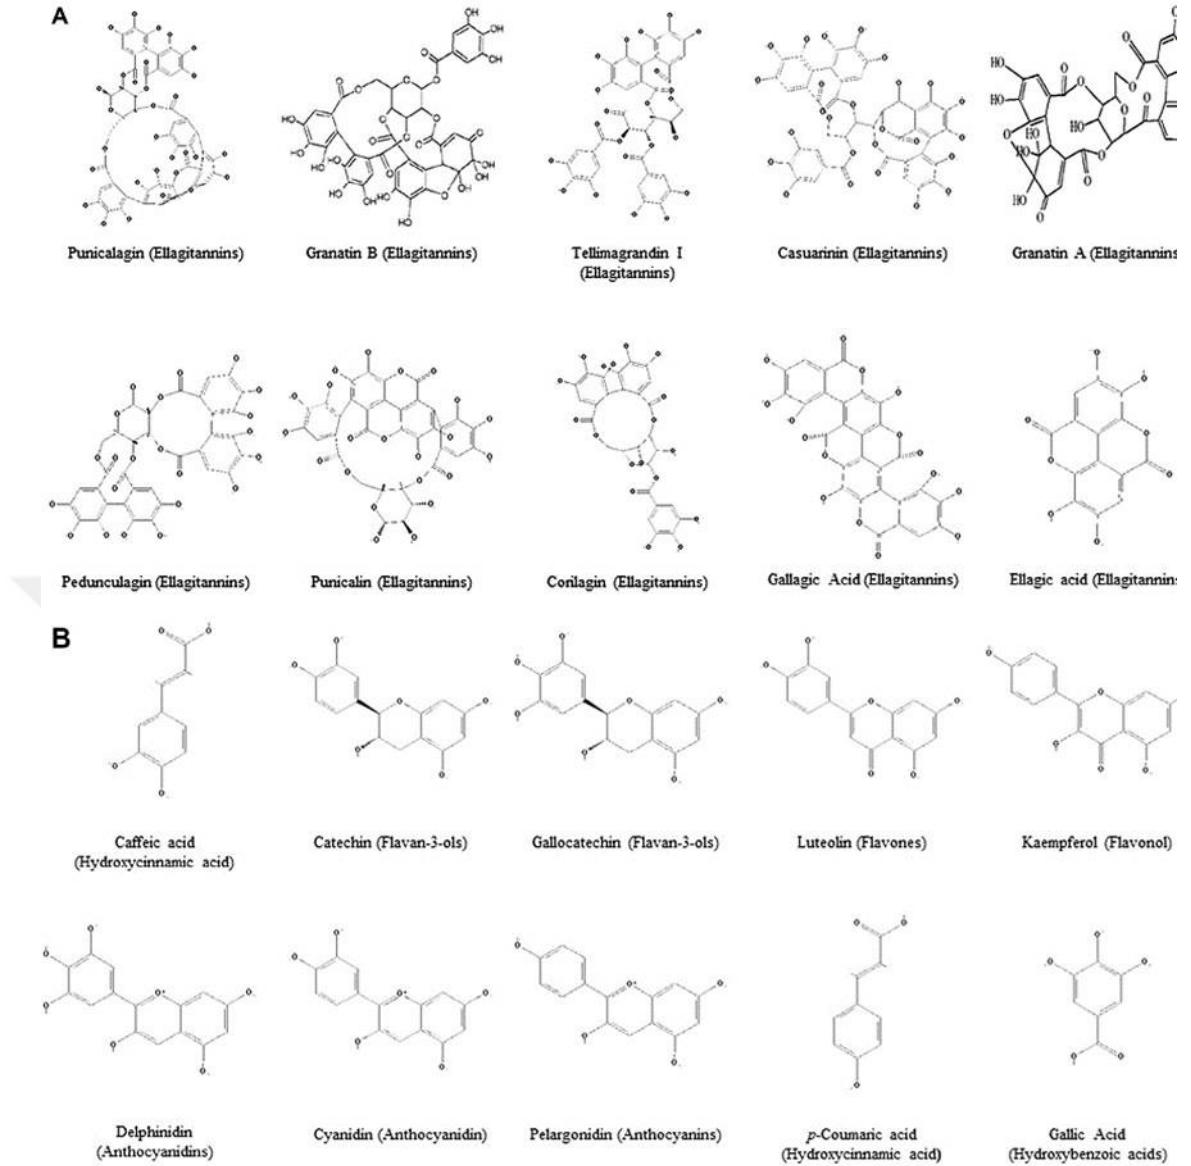 A
Punicalagin (Ellagitannins)
Granatin B (Ellagitannins)
Tellimagrandin I
(Ellagitannins)
Casuarinin (Ellagitannins)
Granatin A (Ellagitannins
Pedunculagin (Ellagitannins)
Punicalin (Ellagitannins)
Corilagin (Ellagitannins)
Gallagic Acid (Ellagitannins)
Ellagic acid (Ellagitannins
B
Caffeic acid
(Hydroxycinnamic acid)
Catechin (Flavan-3-ols)
Gallocatechin (Flavan-3-ols)
Luteolin (Flavones)
Kaempferol (Flavonol)
Delphinidin
(Anthocyanidins)
Cyanidin (Anthocyanidin)
Pelargonidin (Anthocyanins)
p-Coumaric acid
(Hydroxycinnamic acid)
Gallic Acid
(Hydroxybenzoic acids)